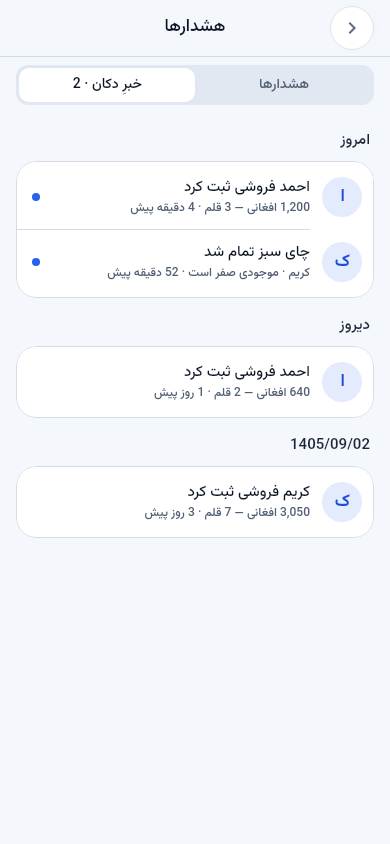 هشدارها
هشدارها
خبرِ دکان · 2
امروز
ا
احمد فروشی ثبت کرد
1,200 افغانی — 3 قلم · 4 دقیقه پیش
ک
چای سبز تمام شد
کریم · موجودی صفر است · 52 دقیقه پیش
دیروز
ا
احمد فروشی ثبت کرد
640 افغانی — 2 قلم · 1 روز پیش
1405/09/02
ک
کریم فروشی ثبت کرد
3,050 افغانی — 7 قلم · 3 روز پیش